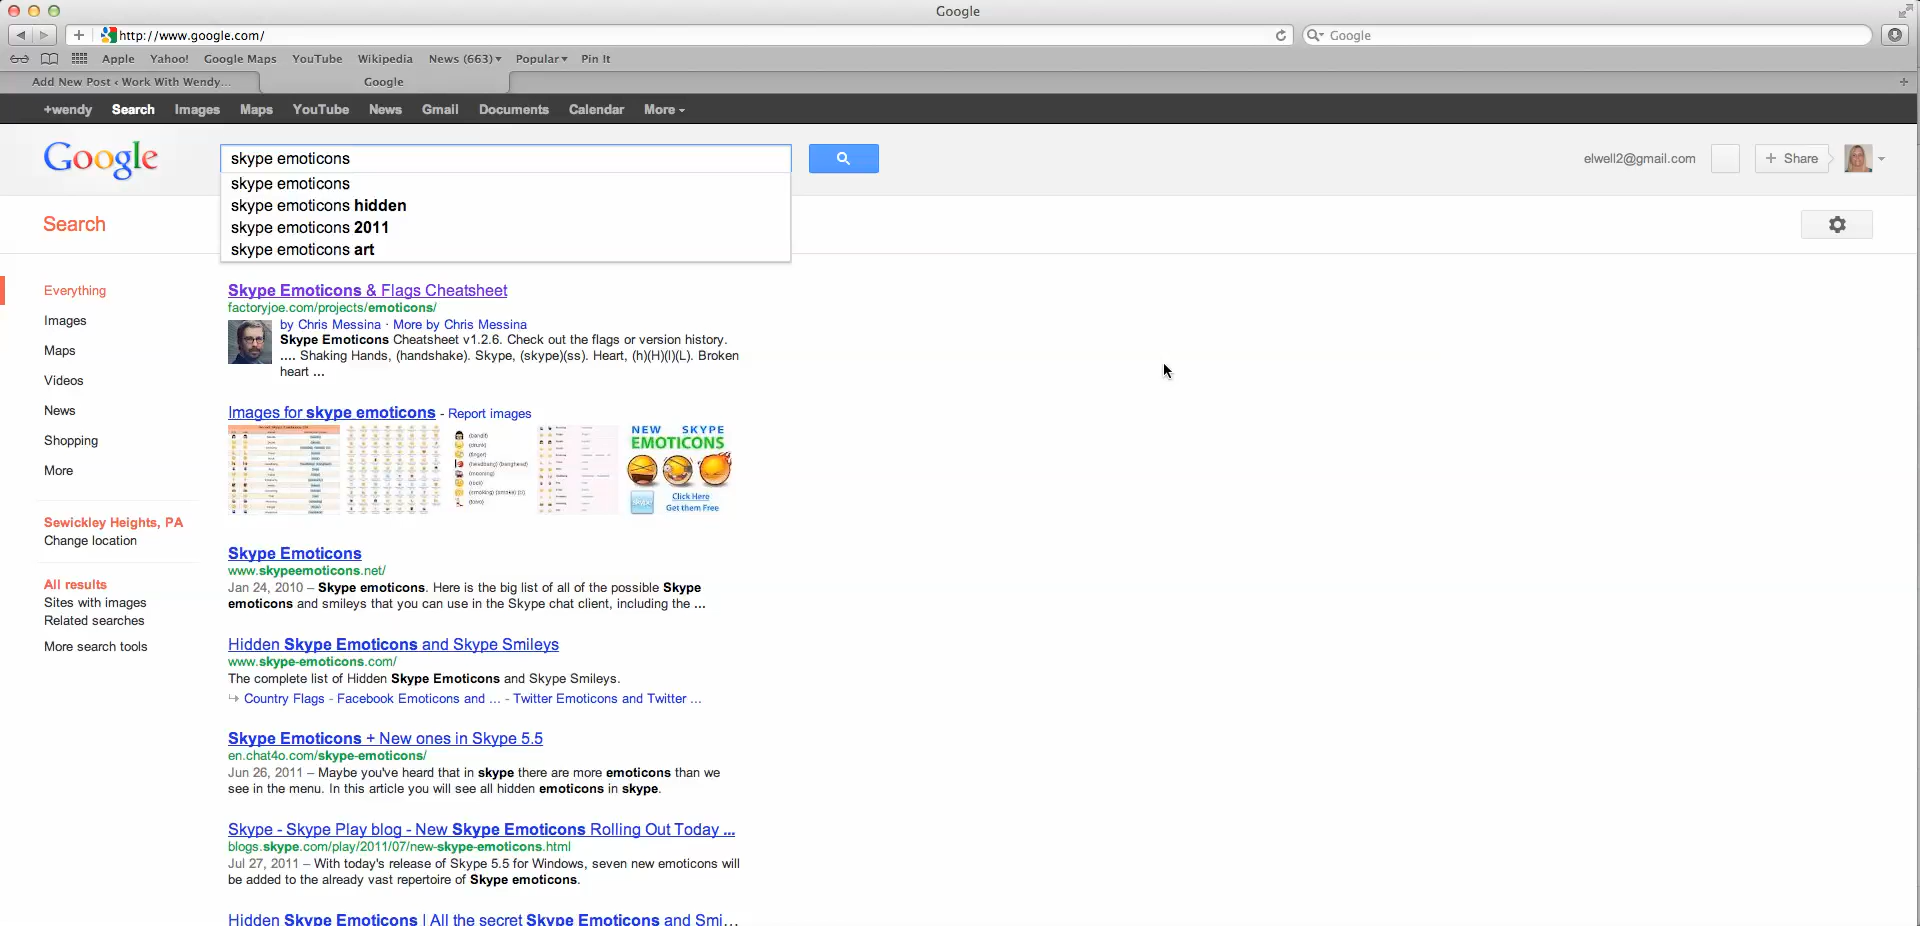 Google
http://www.google.com/
Google
Apple Yahoo! Google Maps YouTube Wikipedia News (663) Popular Pin It
Add New Post ‹ Work With Wendy...
Google
+wendy Search Images Maps YouTube News Gmail Documents Calendar More
Google
skype emoticons
elwell2@gmail.com
+ Share
skype emoticons
skype emoticons hidden
skype emoticons 2011
skype emoticons art
Search
Everything
Images
Maps
Videos
News
Shopping
More
Sewickley Heights, PA
Change location
All results
Sites with images
Related searches
More search tools
Skype Emoticons & Flags Cheatsheet
factoryjoe.com/projects/emoticons/
by Chris Messina · More by Chris Messina
Skype Emoticons Cheatsheet v1.2.6. Check out the flags or version history.
.... Shaking Hands, (handshake). Skype, (skype)(ss). Heart, (h)(H)(l)(L). Broken
heart ...
Images for skype emoticons - Report images
(bandit)
(drunk)
(finger)
(headbang) (banghead)
(mooning)
(rock)
(smoking) (smoke) (ci)
NEW SKYPE
EMOTICONS
Click Here
Get them Free
Skype Emoticons
www.skypeemoticons.net/
Jan 24, 2010 – Skype emoticons. Here is the big list of all of the possible Skype
emoticons and smileys that you can use in the Skype chat client, including the ...
Hidden Skype Emoticons and Skype Smileys
www.skype-emoticons.com/
The complete list of Hidden Skype Emoticons and Skype Smileys.
Country Flags - Facebook Emoticons and ... - Twitter Emoticons and Twitter ...
Skype Emoticons + New ones in Skype 5.5
en.chat4o.com/skype-emoticons/
Jun 26, 2011 – Maybe you've heard that in skype there are more emoticons than we
see in the menu. In this article you will see all hidden emoticons in skype.
Skype - Skype Play blog - New Skype Emoticons Rolling Out Today ...
blogs.skype.com/play/2011/07/new-skype-emoticons.html
Jul 27, 2011 – With today's release of Skype 5.5 for Windows, seven new emoticons will
be added to the already vast repertoire of Skype emoticons.
Hidden Skype Emoticons | All the secret Skype Emoticons and Smi...